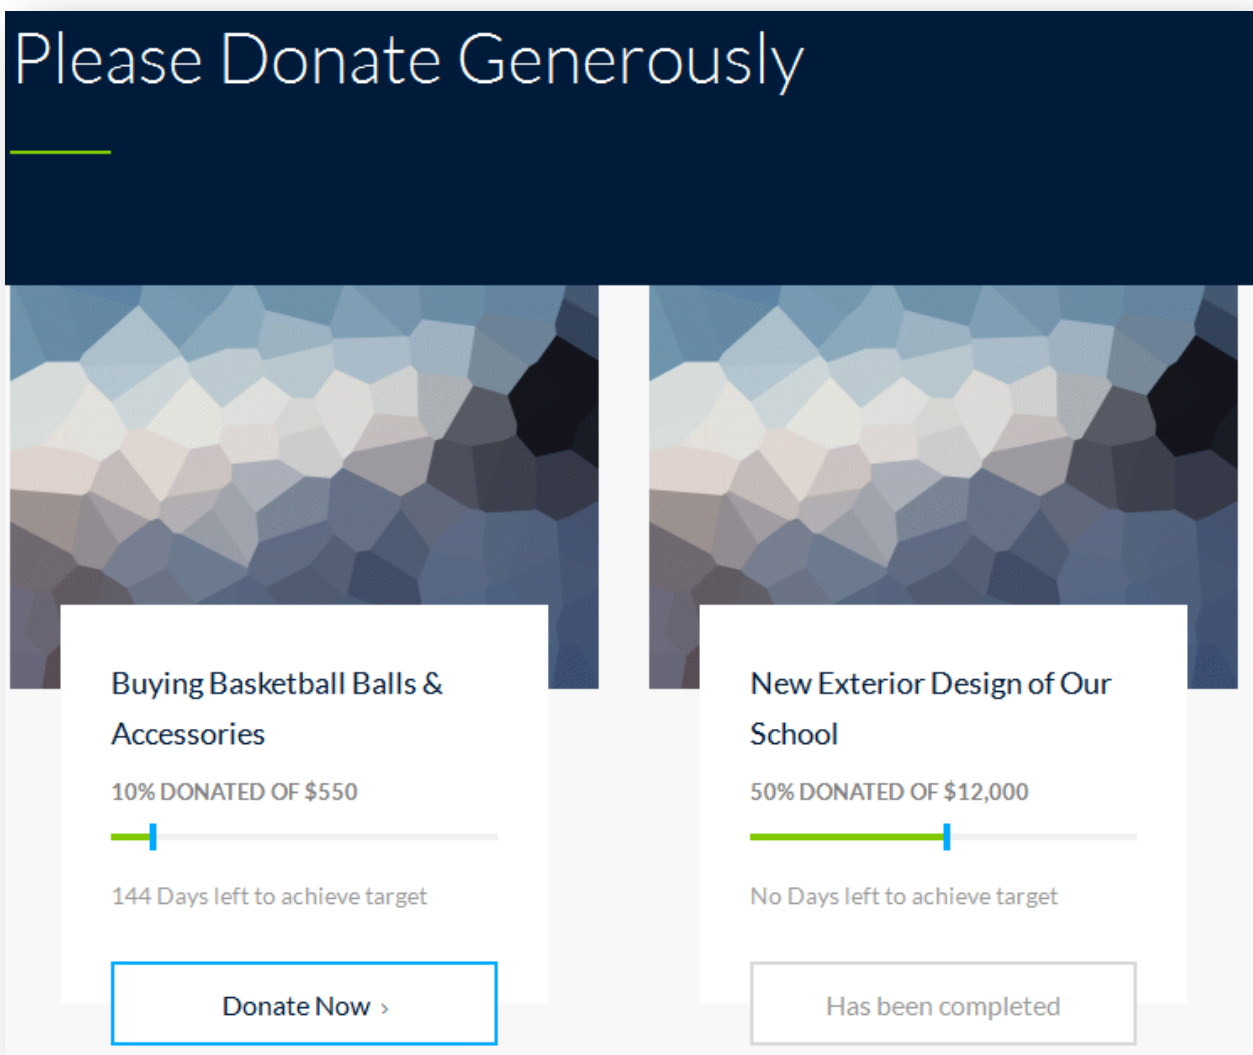 Please Donate Generously
Buying Basketball Balls &
Accessories
10% DONATED OF $550
144 Days left to achieve target
Donate Now ›
New Exterior Design of Our
School
50% DONATED OF $12,000
No Days left to achieve target
Has been completed